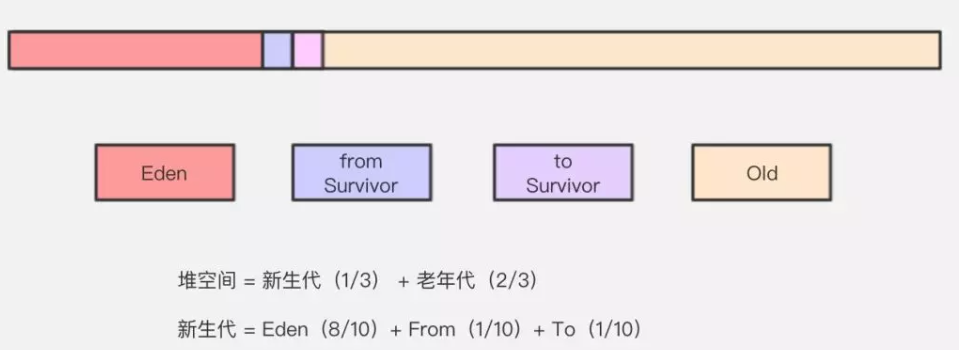 Eden
from
Survivor
to
Survivor
Old
堆空间 = 新生代（1/3） + 老年代（2/3）
新生代 = Eden（8/10）+ From（1/10）+ To（1/10）